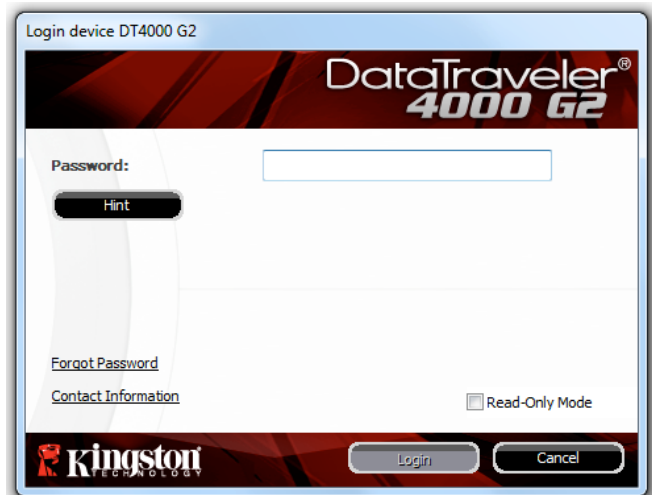 Login device DT4000 G2
DataTraveler®
4000 G2
Password:
Hint
Forgot Password
Contact Information
Read-Only Mode
Kingston
TECHNOLOGY
Login
Cancel